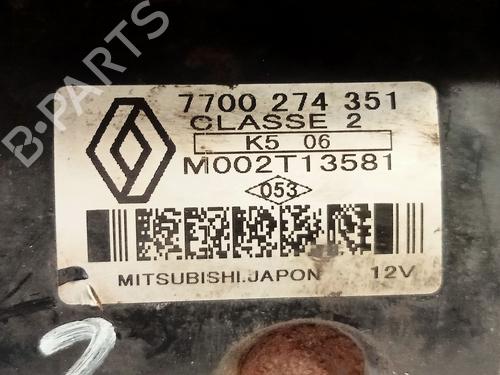 7700 274 351
CLASSE 2
K5 06
M002T13581
053
MITSUBISHI.JAPON 12V
B-PARTS